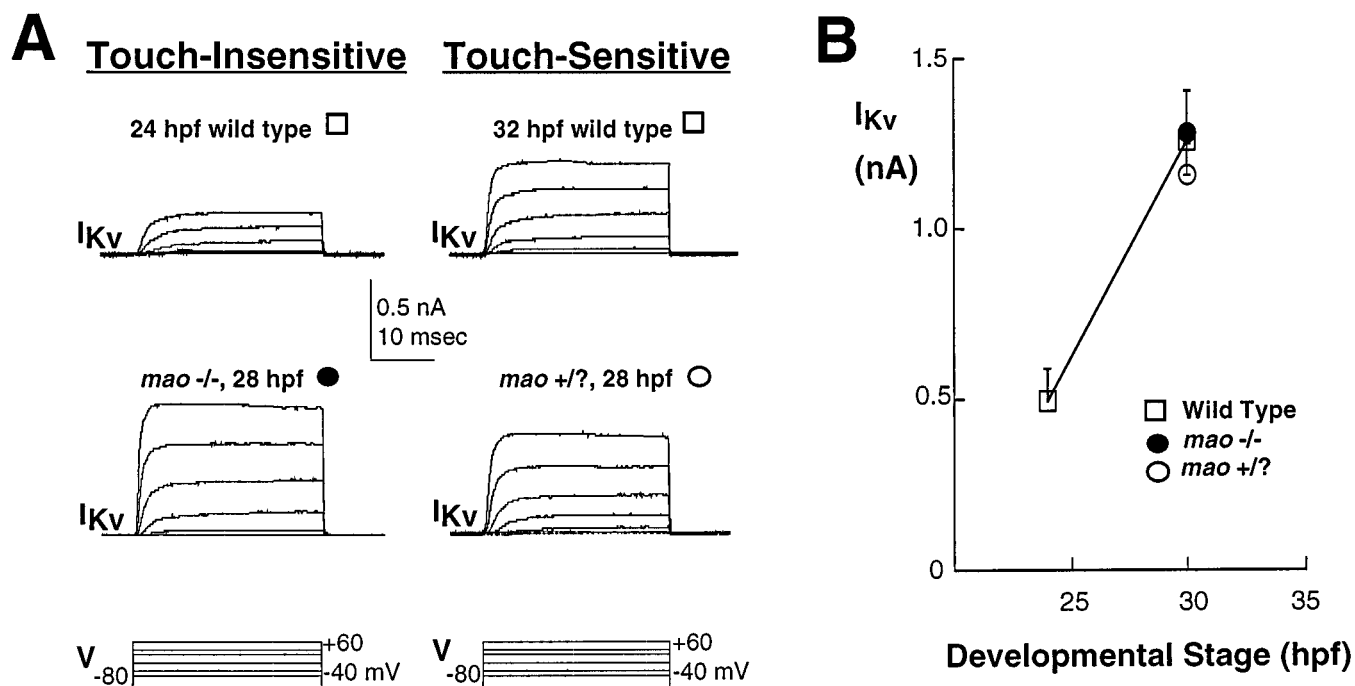 A
Touch-Insensitive
Touch-Sensitive
24 hpf wild type
32 hpf wild type
IKv
IKv
0.5 nA
10 msec
mao -/-, 28 hpf
mao +/?, 28 hpf
IKv
IKv
V
-80
+60
-40 mV
V
-80
+60
-40 mV
B
IKv
(nA)
1.5
1.0
0.5
0
Wild Type
mao -/-
mao +/?
25
30
35
Developmental Stage (hpf)